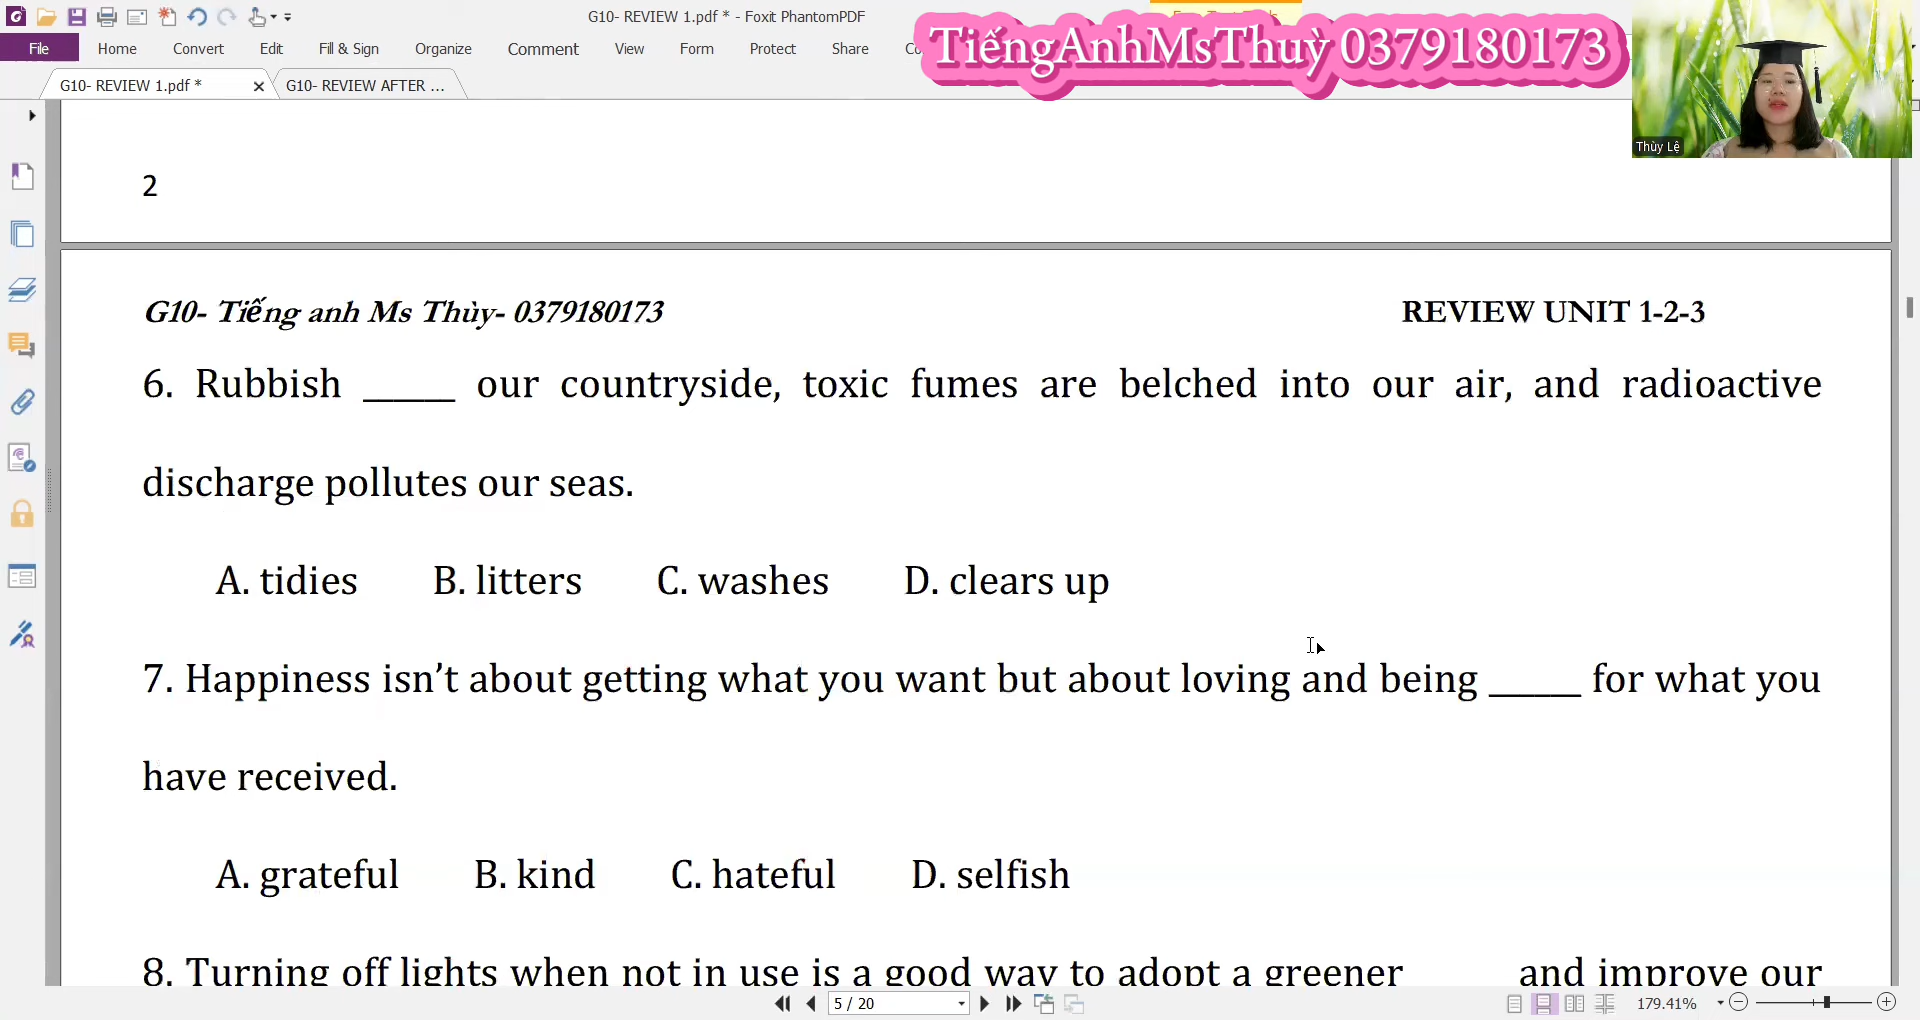 G10- REVIEW 1.pdf * - Foxit PhantomPDF
File Home Convert Edit Fill & Sign Organize Comment View Form Protect Share
TiếngAnhMsThuỳ 0379180173
G10- REVIEW 1.pdf * G10- REVIEW AFTER ...
Thùy Lệ
2
G10- Tiếng anh Ms Thùy- 0379180173 REVIEW UNIT 1-2-3
6. Rubbish ______ our countryside, toxic fumes are belched into our air, and radioactive
discharge pollutes our seas.
A. tidies B. litters C. washes D. clears up
7. Happiness isn’t about getting what you want but about loving and being ______ for what you
have received.
A. grateful B. kind C. hateful D. selfish
8. Turning off lights when not in use is a good way to adopt a greener and improve our
5 / 20 179.41%